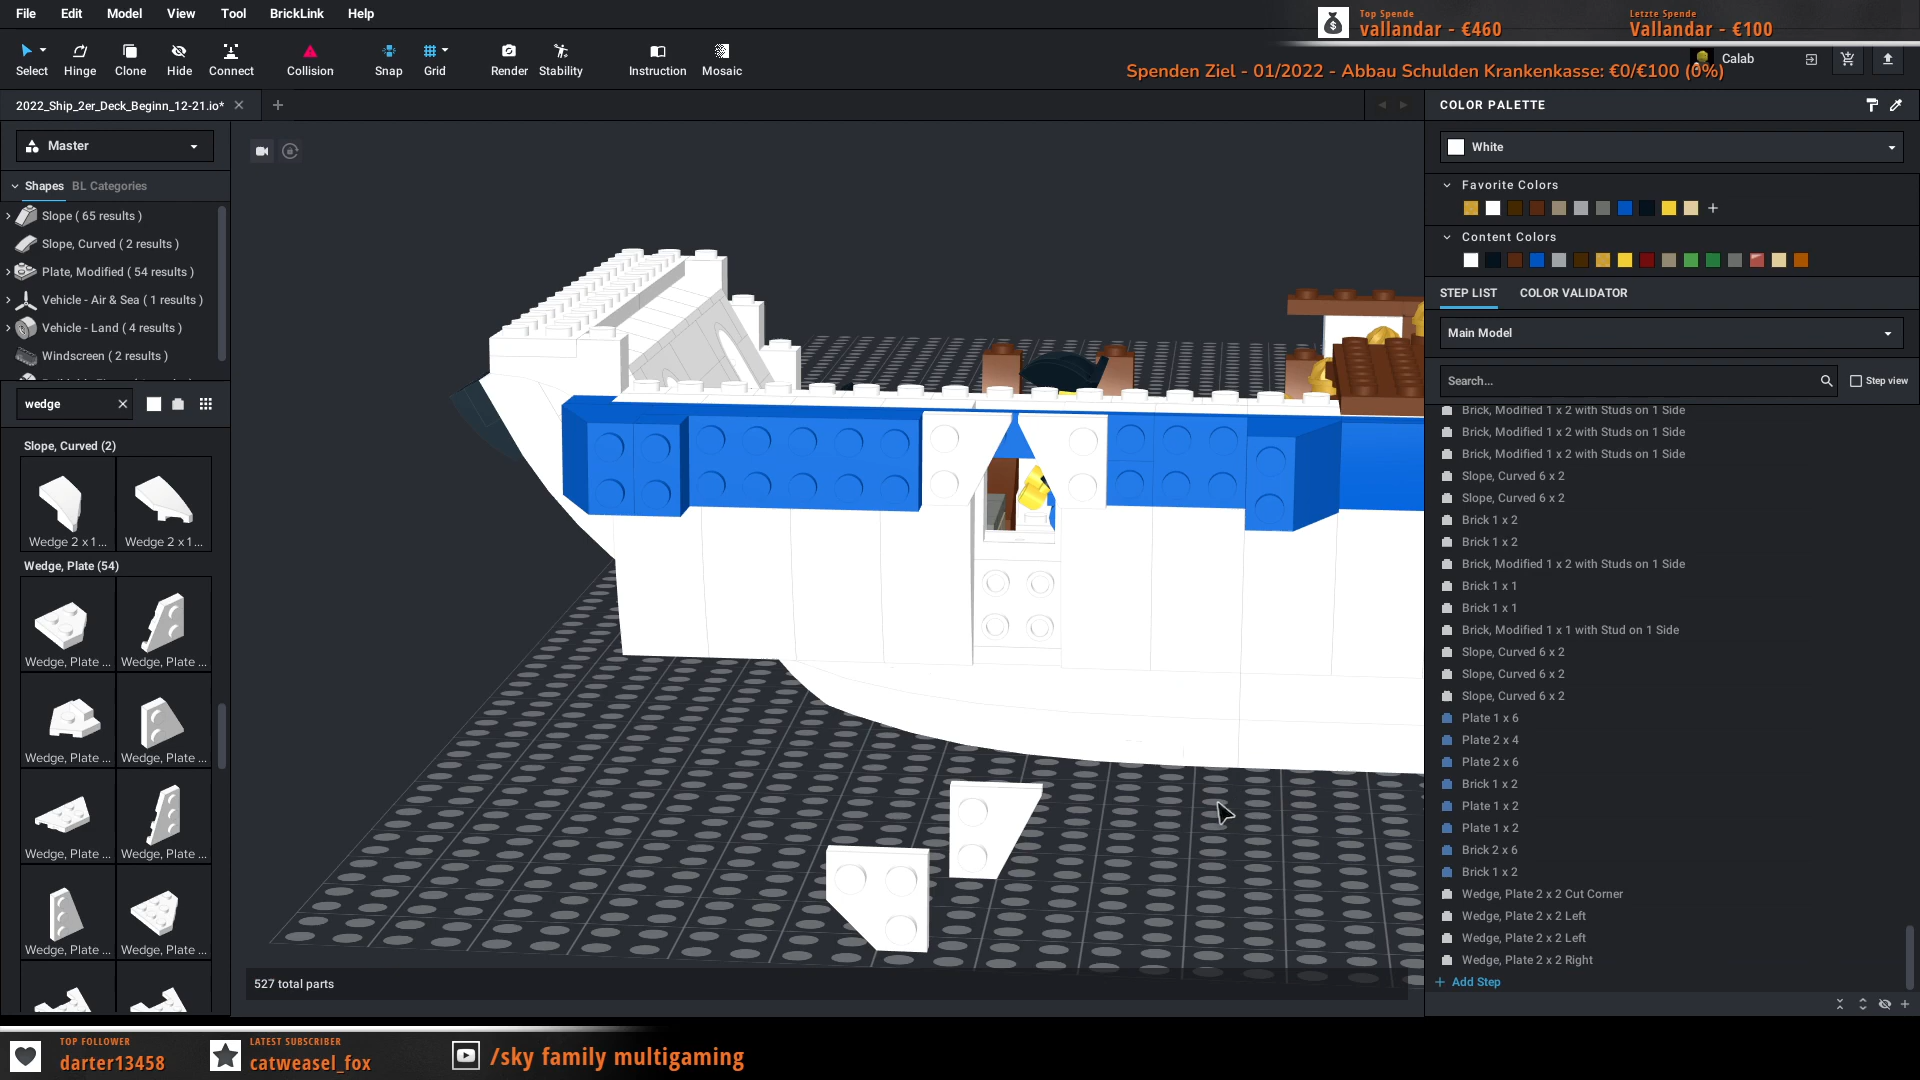 File Edit Model View Tool BrickLink Help
Top Spende
vallandar - €460
Letzte Spende
Vallandar - €100
Select Hinge Clone Hide Connect Collision Snap Grid Render Stability Instruction Mosaic
Spenden Ziel - 01/2022 - Abbau Schulden Krankenkasse: €0/€100 (0%)
Calab
2022_Ship_2er_Deck_Beginn_12-21.io*
COLOR PALETTE
Master
White
Shapes BL Categories
Favorite Colors
Slope ( 65 results )
Slope, Curved ( 2 results )
Plate, Modified ( 54 results )
Vehicle - Air & Sea ( 1 results )
Vehicle - Land ( 4 results )
Windscreen ( 2 results )
Content Colors
STEP LIST COLOR VALIDATOR
Main Model
Search...
Step view
wedge
Slope, Curved (2)
Wedge 2 x 1 ... Wedge 2 x 1 ...
Wedge, Plate (54)
Wedge, Plate ... Wedge, Plate ...
Wedge, Plate ... Wedge, Plate ...
Wedge, Plate ... Wedge, Plate ...
Wedge, Plate ... Wedge, Plate ...
Brick, Modified 1 x 2 with Studs on 1 Side
Brick, Modified 1 x 2 with Studs on 1 Side
Brick, Modified 1 x 2 with Studs on 1 Side
Slope, Curved 6 x 2
Slope, Curved 6 x 2
Brick 1 x 2
Brick 1 x 2
Brick, Modified 1 x 2 with Studs on 1 Side
Brick 1 x 1
Brick 1 x 1
Brick, Modified 1 x 1 with Stud on 1 Side
Slope, Curved 6 x 2
Slope, Curved 6 x 2
Slope, Curved 6 x 2
Plate 1 x 6
Plate 2 x 4
Plate 2 x 6
Brick 1 x 2
Plate 1 x 2
Plate 1 x 2
Brick 2 x 6
Brick 1 x 2
Wedge, Plate 2 x 2 Cut Corner
Wedge, Plate 2 x 2 Left
Wedge, Plate 2 x 2 Left
Wedge, Plate 2 x 2 Right
Add Step
527 total parts
TOP FOLLOWER
darter13458
LATEST SUBSCRIBER
catweasel_fox
/sky family multigaming